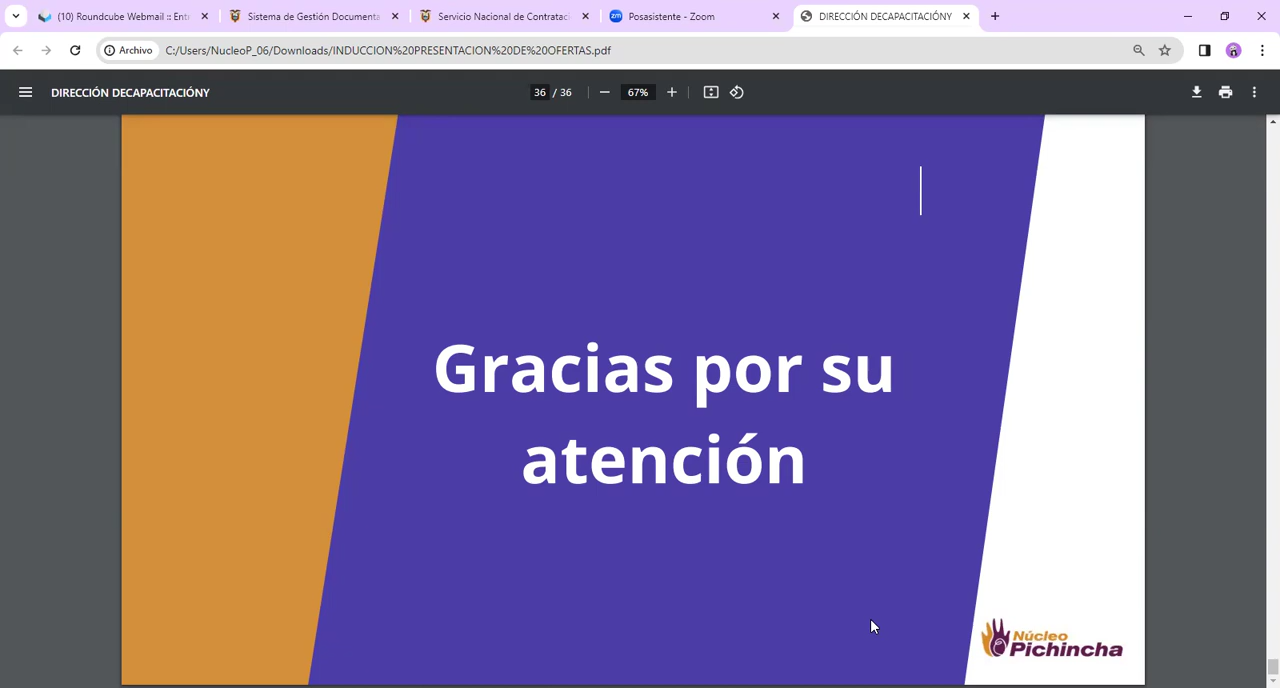 (10) Roundcube Webmail :: Ent
Sistema de Gestión Documenta
Servicio Nacional de Contratac
Posasistente - Zoom
DIRECCIÓN DECAPACITACIÓNY
Archivo
C:/Users/NucleoP_06/Downloads/INDUCCION%20PRESENTACION%20DE%20OFERTAS.pdf
DIRECCIÓN DECAPACITACIÓNY
36 / 36
67%
Gracias por su
atención
Núcleo
Pichincha